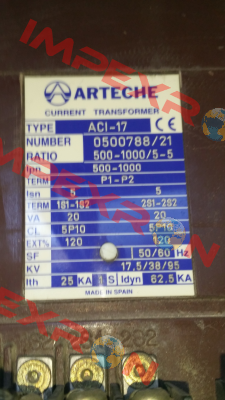 ARTECHE
CURRENT TRANSFORMER
TYPE ACI-17 CE
NUMBER 0500788/21
RATIO 500-1000/5-5
Ipn 500-1000
TERM P1-P2
Isn 5 5
TERM 1S1-1S2 2S1-2S2
VA 20 20
CL 5P10 5P10
EXT% 120 120
SF 50/60 Hz
KV 17,5/38/95
Ith 25 KA 1 S Idyn 62.5 KA
MADE IN SPAIN
IMPEXRON